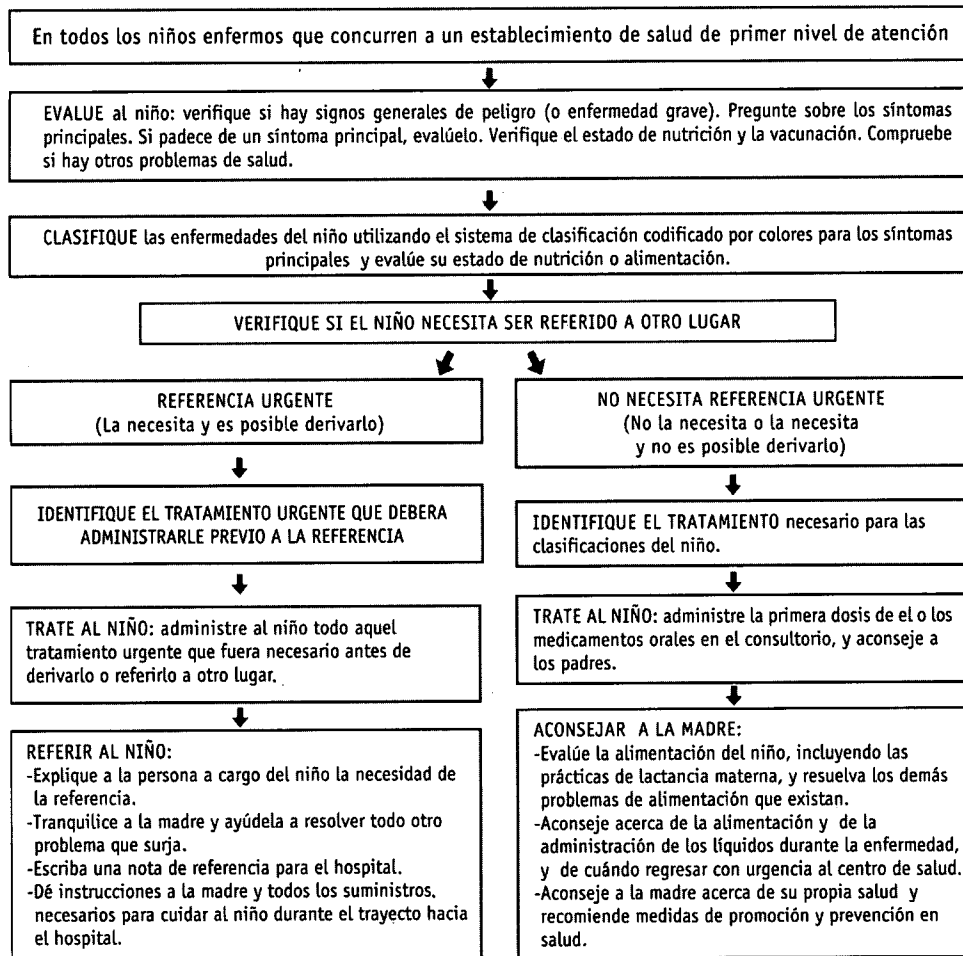 En todos los niños enfermos que concurren a un establecimiento de salud de primer nivel de atención
EVALUE al niño: verifique si hay signos generales de peligro (o enfermedad grave). Pregunte sobre los síntomas
principales. Si padece de un síntoma principal, evalúelo. Verifique el estado de nutrición y la vacunación. Compruebe
si hay otros problemas de salud.
CLASIFIQUE las enfermedades del niño utilizando el sistema de clasificación codificado por colores para los síntomas
principales y evalúe su estado de nutrición o alimentación.
VERIFIQUE SI EL NIÑO NECESITA SER REFERIDO A OTRO LUGAR
REFERENCIA URGENTE
(La necesita y es posible derivarlo)
IDENTIFIQUE EL TRATAMIENTO URGENTE QUE DEBERA
ADMINISTRARLE PREVIO A LA REFERENCIA
TRATE AL NIÑO: administre al niño todo aquel
tratamiento urgente que fuera necesario antes de
derivarlo o referirlo a otro lugar.
REFERIR AL NIÑO:
-Explique a la persona a cargo del niño la necesidad de
la referencia.
-Tranquilice a la madre y ayúdela a resolver todo otro
problema que surja.
-Escriba una nota de referencia para el hospital.
-Dé instrucciones a la madre y todos los suministros.
necesarios para cuidar al niño durante el trayecto hacia
el hospital.
NO NECESITA REFERENCIA URGENTE
(No la necesita o la necesita
y no es posible derivarlo)
IDENTIFIQUE EL TRATAMIENTO necesario para las
clasificaciones del niño.
TRATE AL NIÑO: administre la primera dosis de el o los
medicamentos orales en el consultorio, y aconseje a
los padres.
ACONSEJAR A LA MADRE:
-Evalúe la alimentación del niño, incluyendo las
prácticas de lactancia materna, y resuelva los demás
problemas de alimentación que existan.
-Aconseje acerca de la alimentación y de la
administración de los líquidos durante la enfermedad,
y de cuándo regresar con urgencia al centro de salud.
-Aconseje a la madre acerca de su propia salud y
recomiende medidas de promoción y prevención en
salud.